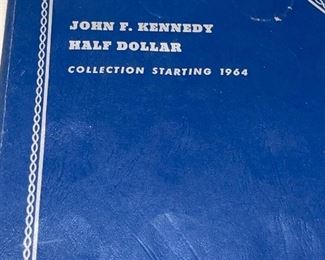 JOHN F. KENNEDY
HALF DOLLAR
COLLECTION STARTING 1964